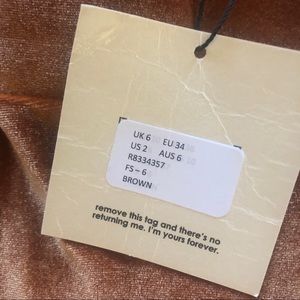 UK 6 EU 34
US 2 AUS 6
R8334357
FS – 6
BROWN
remove this tag and there's no
returning me. I'm yours forever.